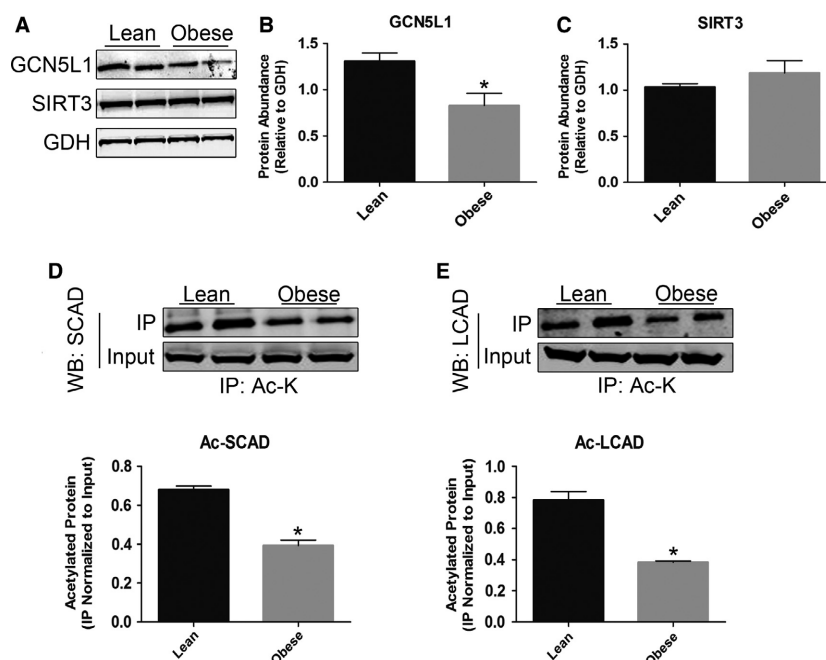 A
Lean Obese
GCN5L1
SIRT3
GDH
B
GCN5L1
Protein Abundance
(Relative to GDH)
1.5
1.0
0.5
0.0
*
Lean
Obese
C
SIRT3
Protein Abundance
(Relative to GDH)
1.5
1.0
0.5
0.0
Lean
Obese
D
Lean Obese
WB: SCAD
IP
Input
IP: Ac-K
Ac-SCAD
Acetylated Protein
(IP Normalized to Input)
0.8
0.6
0.4
0.2
0.0
*
Lean
Obese
E
Lean Obese
WB: LCAD
IP
Input
IP: Ac-K
Ac-LCAD
Acetylated Protein
(IP Normalized to Input)
1.0
0.8
0.6
0.4
0.2
0.0
*
Lean
Obese